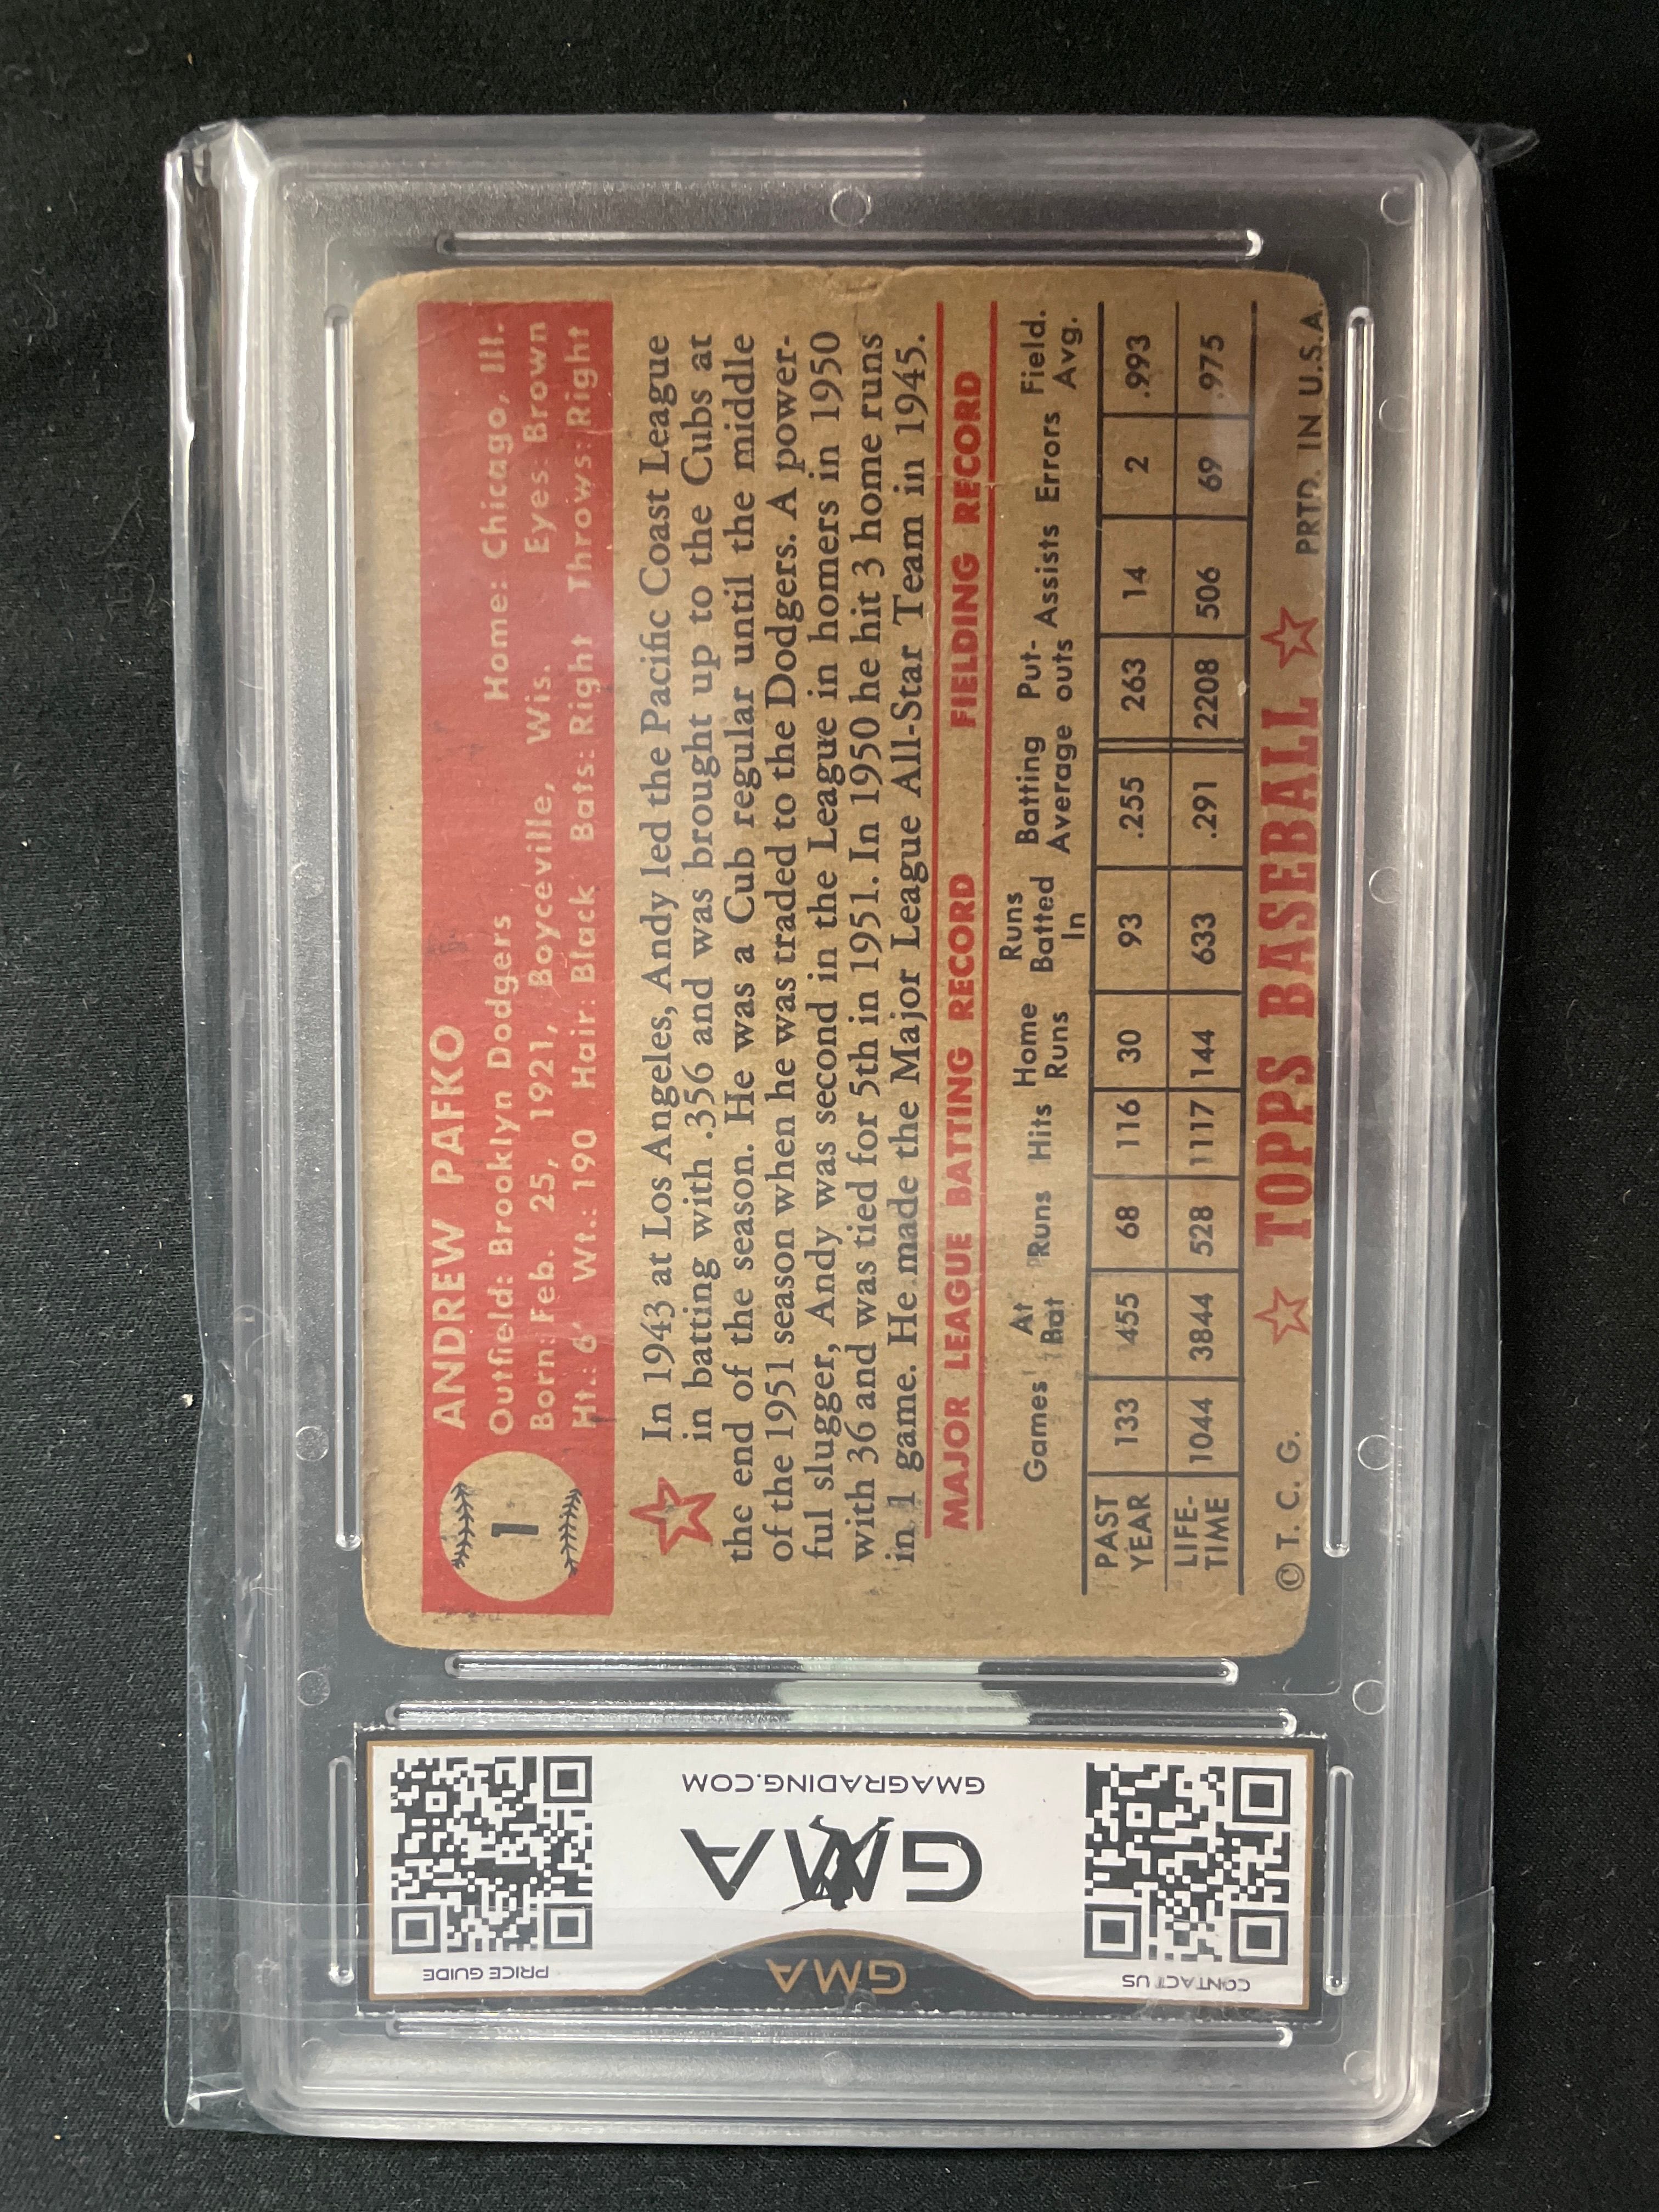 1
ANDREW PAFKO
Outfield: Brooklyn Dodgers Home: Chicago, Ill.
Born: Feb. 25, 1921, Boyceville, Wis. Eyes: Brown
Ht.: 6' Wt.: 190 Hair: Black Bats: Right Throws: Right
In 1943 at Los Angeles, Andy led the Pacific Coast League
in batting with .356 and was brought up to the Cubs at
the end of the season. He was a Cub regular until the middle
of the 1951 season when he was traded to the Dodgers. A power-
ful slugger, Andy was second in the League in homers in 1950
with 36 and was tied for 5th in 1951. In 1950 he hit 3 home runs
in 1 game. He made the Major League All-Star Team in 1945.
MAJOR LEAGUE BATTING RECORD FIELDING RECORD
Games At Bat Runs Hits Home Runs Runs Batted In Batting Average Put-outs Assists Errors Field. Avg.
PAST YEAR 133 455 68 116 30 93 .255 263 14 2 .993
LIFE-TIME 1044 3844 528 1117 144 633 .291 2208 506 69 .975
© T. C. G. TOPPS BASEBALL PRTD. IN U.S.A.
GMA
CONTACT US
PRICE GUIDE
GMA
GMAGRADING.COM